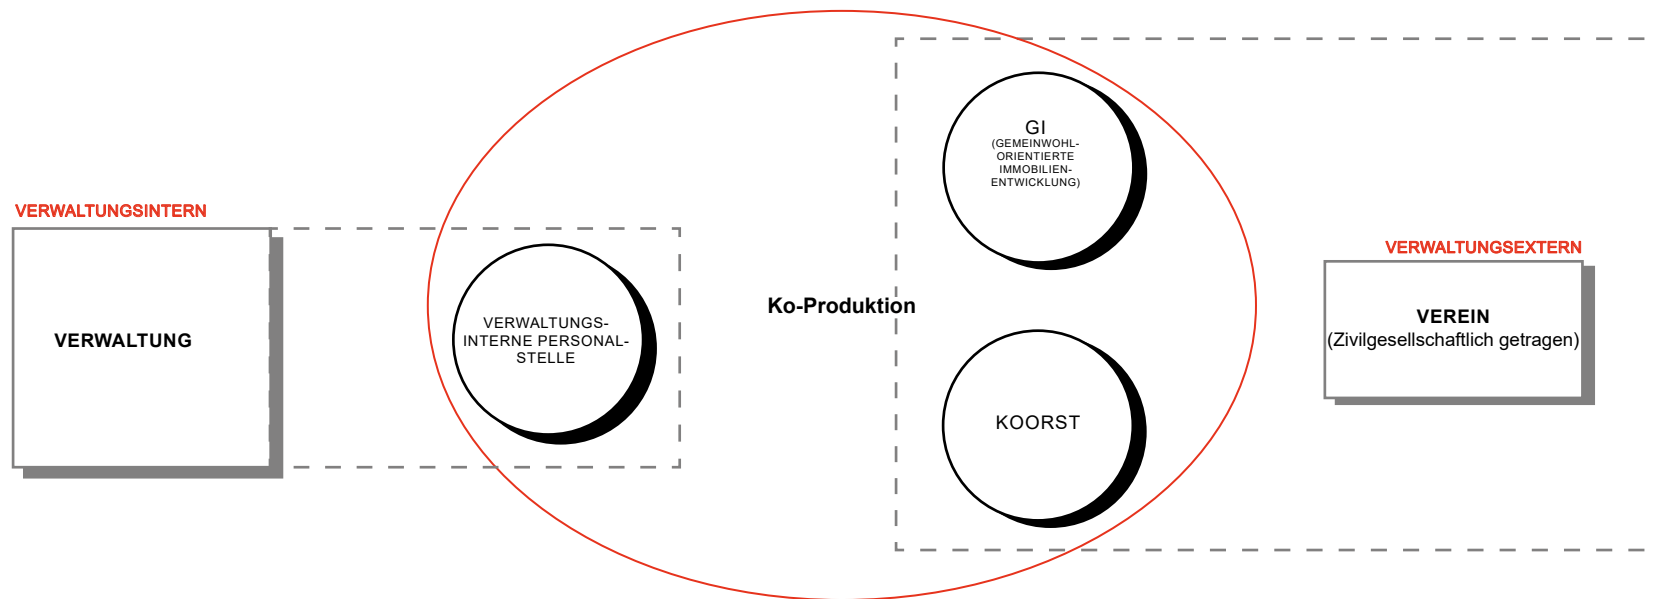 VERWALTUNGSINTERN
VERWALTUNG
VERWALTUNGS-
INTERNE PERSONAL-
STELLE
Ko-Produktion
GI
(GEMEINWOHL-
ORIENTIERTE
IMMOBILIEN-
ENTWICKLUNG)
KOORST
VERWALTUNGSEXTERN
VEREIN
(Zivilgesellschaftlich getragen)